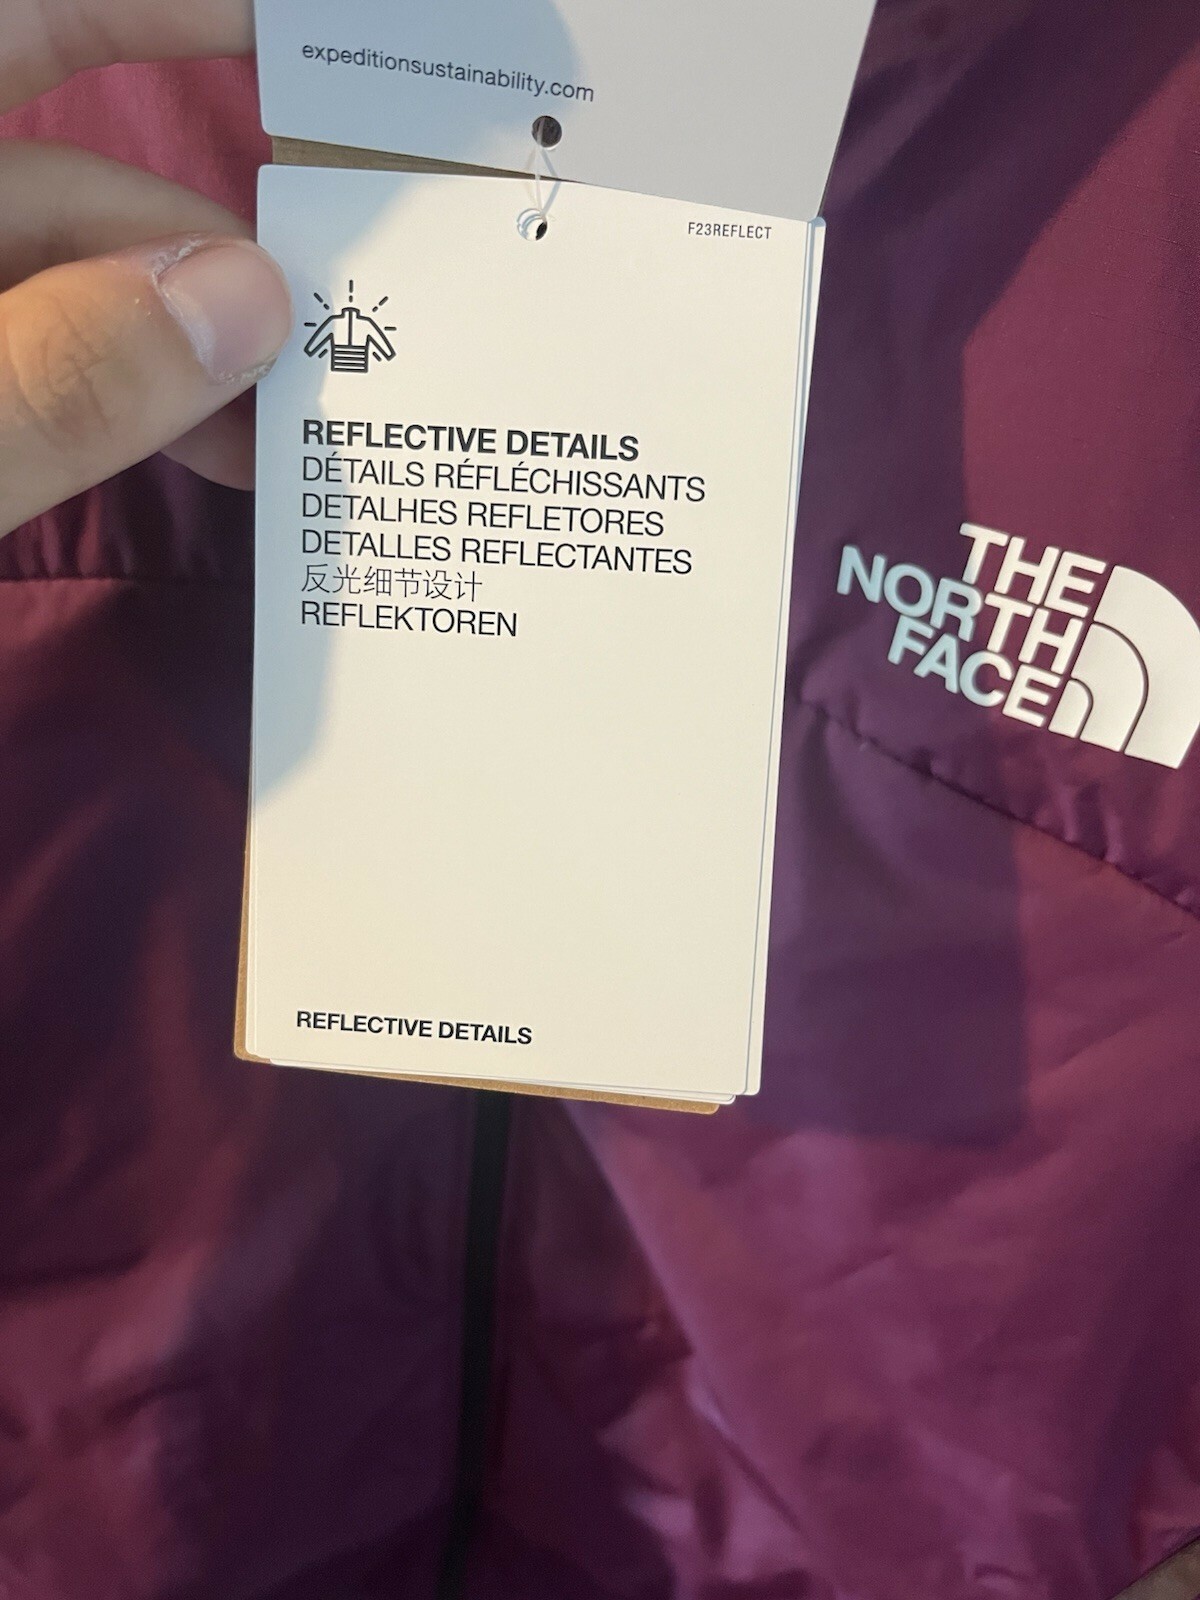 expeditionsustainability.com
F23REFLECT
REFLECTIVE DETAILS
DÉTAILS RÉFLÉCHISSANTS
DETALHES REFLETORES
DETALLES REFLECTANTES
反光细节设计
REFLEKTOREN
THE
NORTH
FACE
REFLECTIVE DETAILS